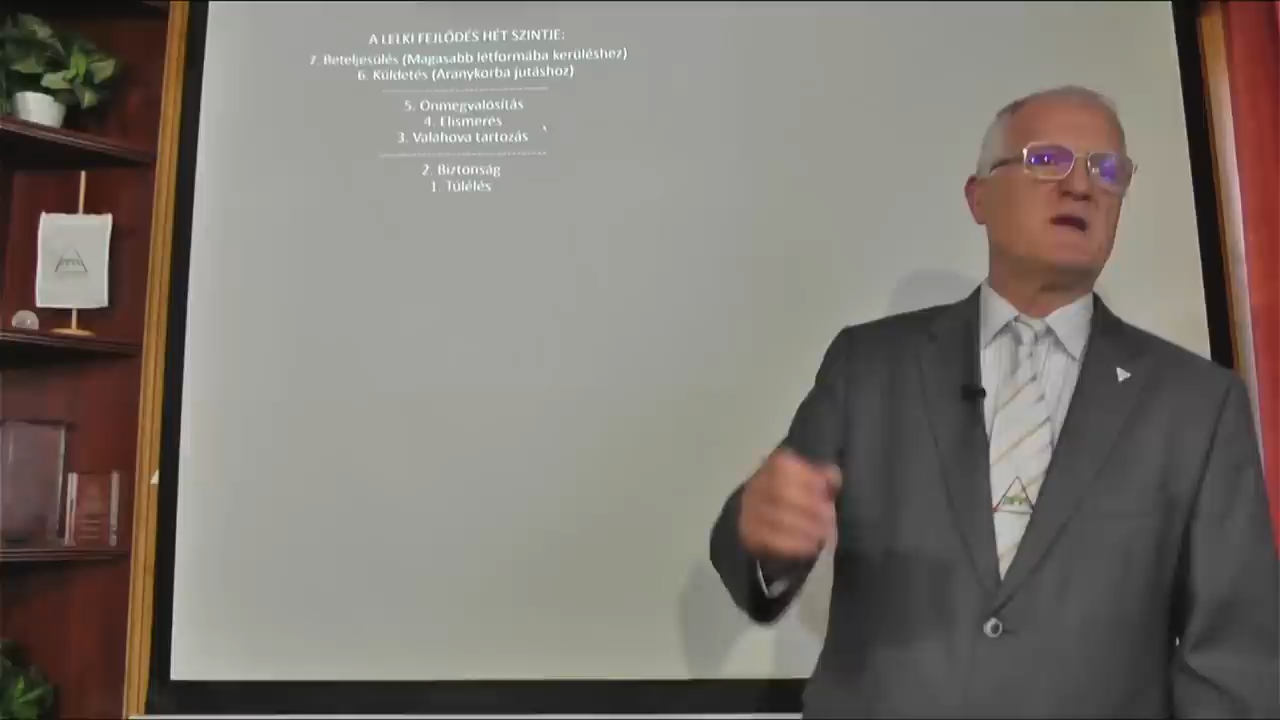 A LELKI FEJLŐDÉS HÉT SZINTJE:
7. Beteljesülés (Magasabb létformába kerüléshez)
6. Küldetés (Aranykorba jutáshoz)
5. Önmegvalósítás
4. Elismerés
3. Valahova tartozás
2. Biztonság
1. Túlélés